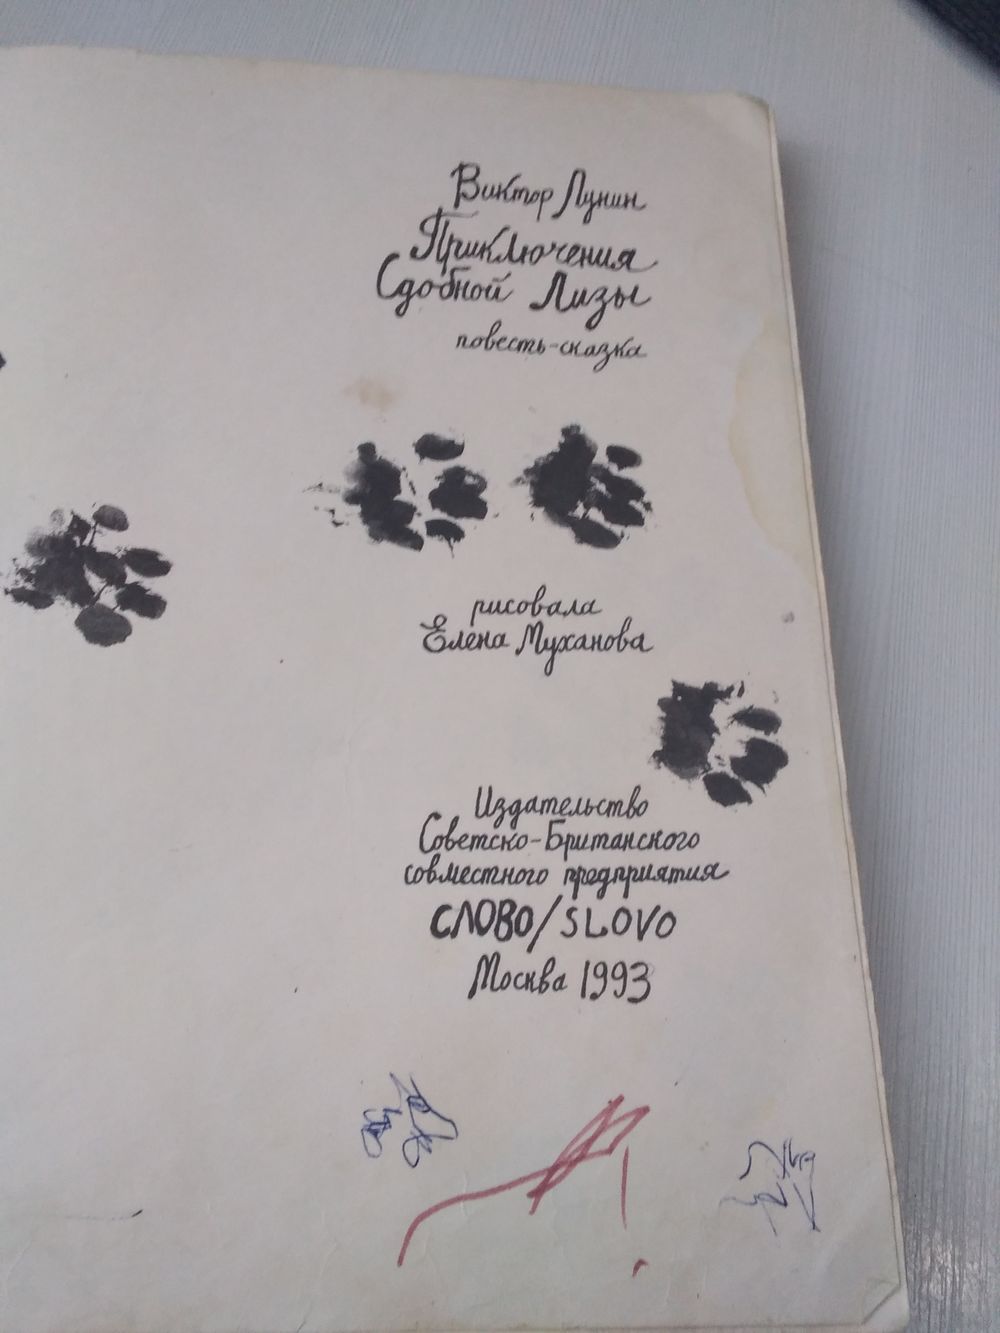 Виктор Лунин
Приключения
Сдобной Лизы
повесть-сказка
рисовала
Елена Муханова
Издательство
Советско-Британского
совместного предприятия
СЛОВО/SLOVO
Москва 1993